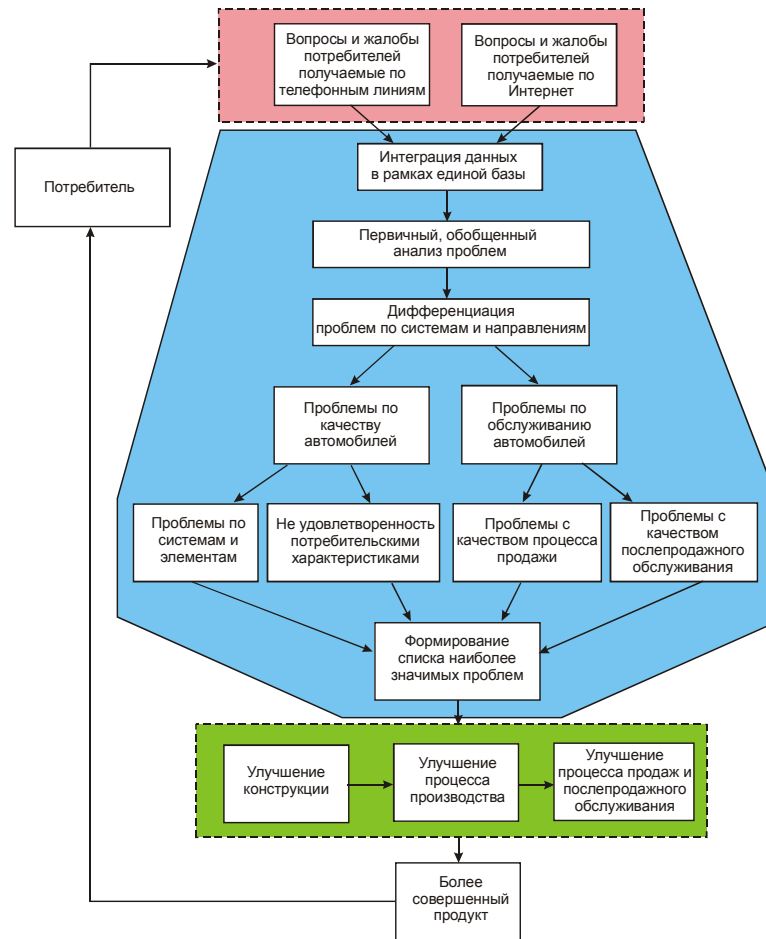 Вопросы и жалобы
потребителей
получаемые по
телефонным линиям
Вопросы и жалобы
потребителей
получаемые по
Интернет
Интеграция данных
в рамках единой базы
Потребитель
Первичный, обобщенный
анализ проблем
Дифференциация
проблем по системам и направлениям
Проблемы по
качеству
автомобилей
Проблемы по
обслуживанию
автомобилей
Проблемы по
системам и
элементам
Не удовлетворенность
потребительскими
характеристиками
Проблемы с
качеством процесса
продажи
Проблемы с
качеством
послепродажного
обслуживания
Формирование
списка наиболее
значимых проблем
Улучшение
конструкции
Улучшение
процесса
производства
Улучшение
процесса продаж и
послепродажного
обслуживания
Более
совершенный
продукт